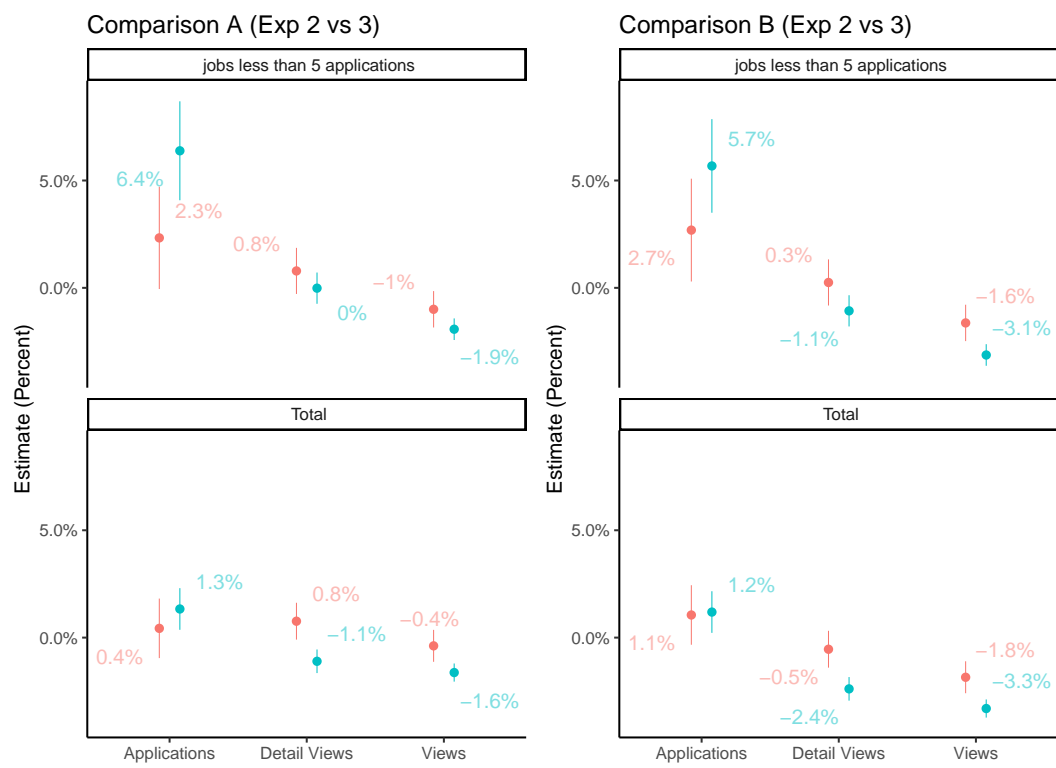 Comparison A (Exp 2 vs 3)
jobs less than 5 applications
5.0%
0.0%
6.4%
2.3%
0.8%
0%
−1%
−1.9%
Total
5.0%
0.0%
0.4%
1.3%
0.8%
−1.1%
−0.4%
−1.6%
Applications
Detail Views
Views
Estimate (Percent)
Comparison B (Exp 2 vs 3)
jobs less than 5 applications
5.0%
0.0%
2.7%
5.7%
0.3%
−1.1%
−1.6%
−3.1%
Total
5.0%
0.0%
1.1%
1.2%
−0.5%
−2.4%
−1.8%
−3.3%
Applications
Detail Views
Views
Estimate (Percent)